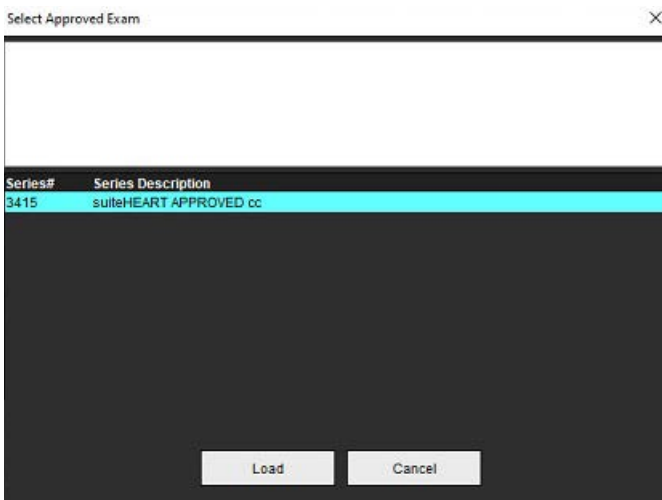 Select Approved Exam
Series# Series Description
3415 suiteHEART APPROVED cc
Load Cancel